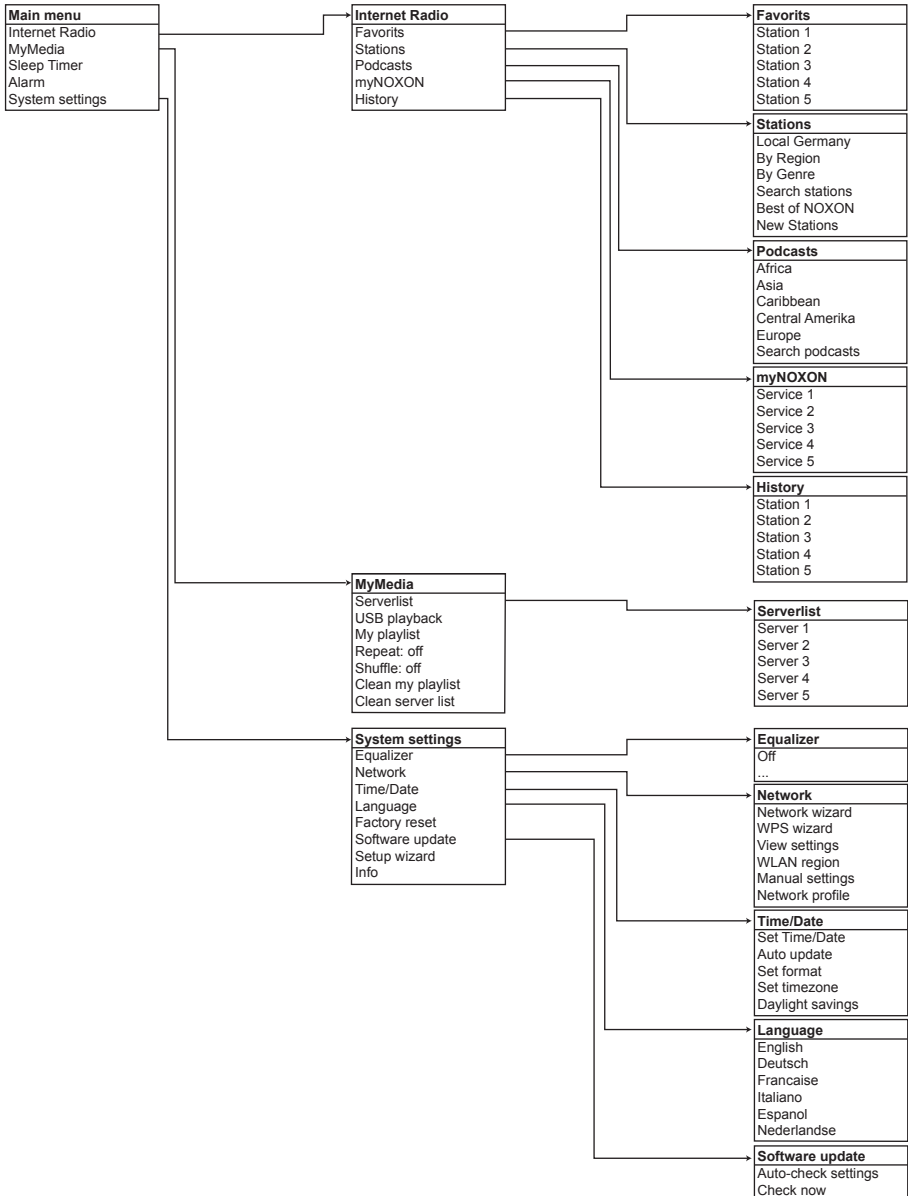 Main menu
Internet Radio
MyMedia
Sleep Timer
Alarm
System settings
Internet Radio
Favorits
Stations
Podcasts
myNOXON
History
Favorits
Station 1
Station 2
Station 3
Station 4
Station 5
Stations
Local Germany
By Region
By Genre
Search stations
Best of NOXON
New Stations
Podcasts
Africa
Asia
Caribbean
Central Amerika
Europe
Search podcasts
myNOXON
Service 1
Service 2
Service 3
Service 4
Service 5
History
Station 1
Station 2
Station 3
Station 4
Station 5
MyMedia
Serverlist
USB playback
My playlist
Repeat: off
Shuffle: off
Clean my playlist
Clean server list
Serverlist
Server 1
Server 2
Server 3
Server 4
Server 5
System settings
Equalizer
Network
Time/Date
Language
Factory reset
Software update
Setup wizard
Info
Equalizer
Off
...
Network
Network wizard
WPS wizard
View settings
WLAN region
Manual settings
Network profile
Time/Date
Set Time/Date
Auto update
Set format
Set timezone
Daylight savings
Language
English
Deutsch
Francaise
Italiano
Espanol
Nederlandse
Software update
Auto-check settings
Check now